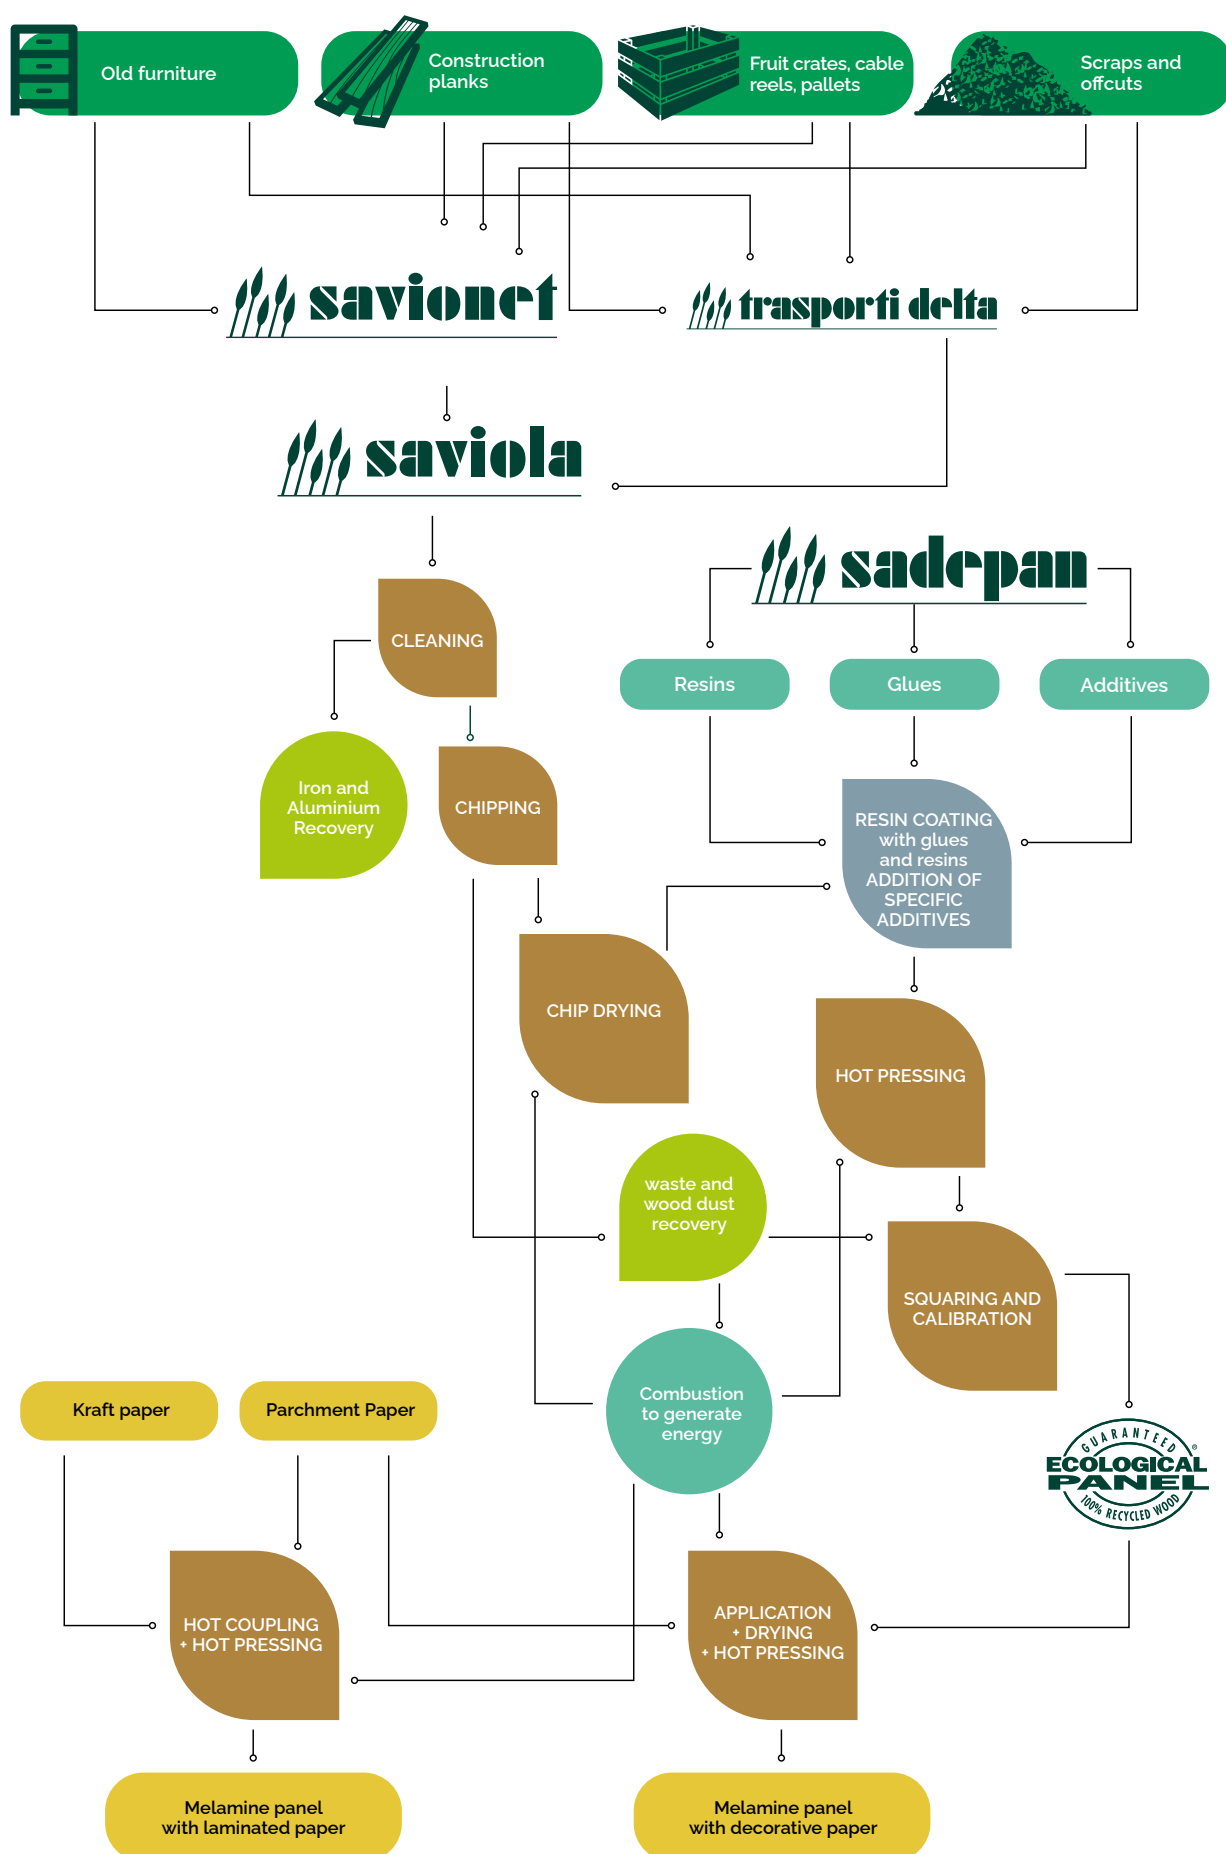 Old furniture
Construction
planks
Fruit crates, cable
reels, pallets
Scraps and
offcuts
savionet
trasporti delta
saviola
sadepan
CLEANING
Resins
Glues
Additives
Iron and
Aluminium
Recovery
CHIPPING
RESIN COATING
with glues
and resins
ADDITION OF
SPECIFIC
ADDITIVES
CHIP DRYING
HOT PRESSING
waste and
wood dust
recovery
SQUARING AND
CALIBRATION
Combustion
to generate
energy
Kraft paper
Parchment Paper
GUARANTEED
®
ECOLOGICAL
PANEL
100% RECYCLED WOOD
HOT COUPLING
+ HOT PRESSING
APPLICATION
+ DRYING
+ HOT PRESSING
Melamine panel
with laminated paper
Melamine panel
with decorative paper